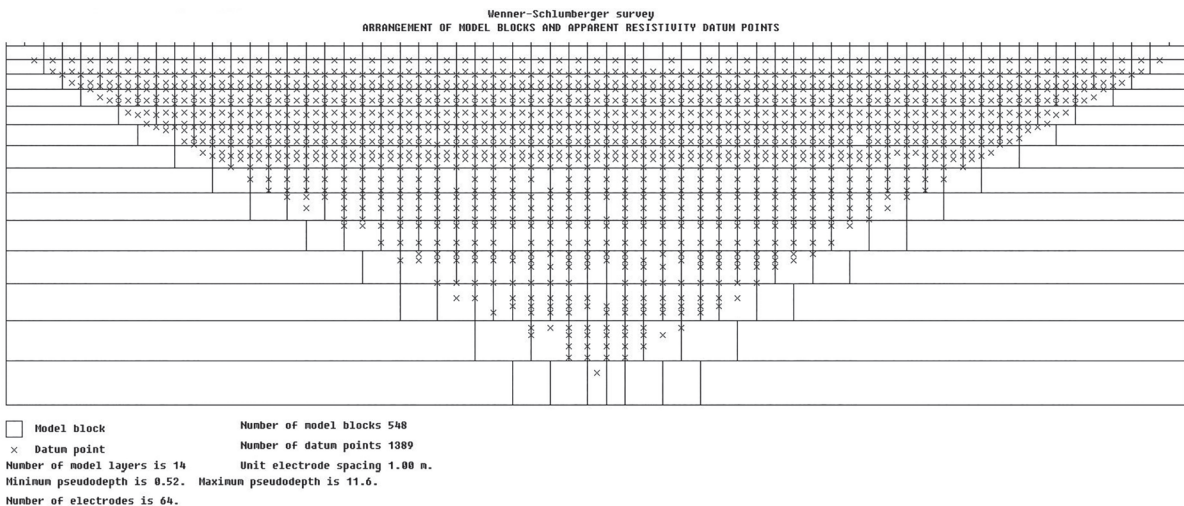 Wenner-Schlumberger survey
ARRANGEMENT OF MODEL BLOCKS AND APPARENT RESISTIVITY DATUM POINTS
Model block
Number of model blocks 548
Datum point
Number of datum points 1389
Number of model layers is 14
Unit electrode spacing 1.00 m.
Minimum pseudodepth is 0.52. Maximum pseudodepth is 11.6.
Number of electrodes is 64.